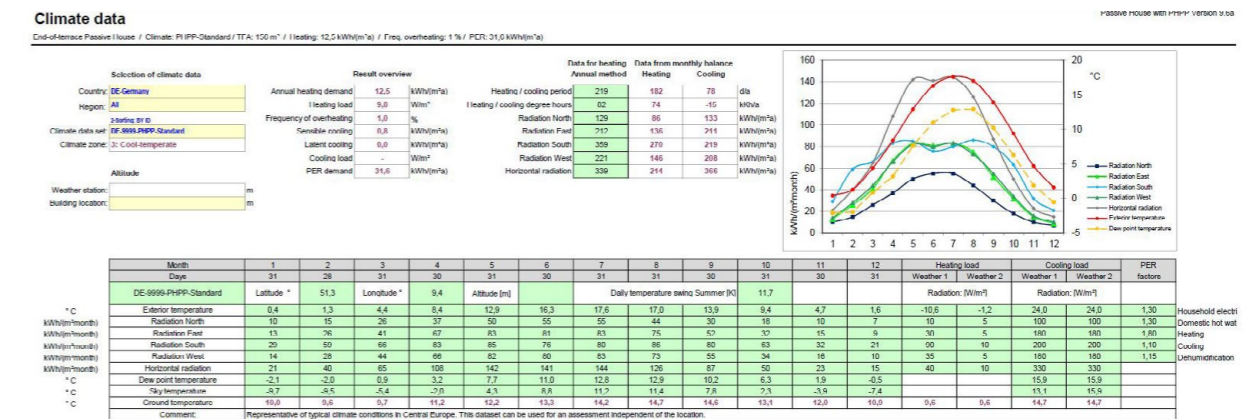 Climate data
Passive House with PHPP Version 9.6a
End-of-terrace Passive House / Climate: PHPP-Standard / TFA: 156 m² / Heating: 12,5 kWh/(m²a) / Freq. overheating: 1 % / PER: 31,6 kWh/(m²a)
Selection of climate data
Country: DE-Germany
Region: All
Climate data set: DE-9999-PHPP-Standard
Climate zone: 3: Cool-temperate
Altitude
Weather station: m
Building location: m
Result overview
Annual heating demand 12,5 kWh/(m²a)
Heating load 9,0 W/m²
Frequency of overheating 1,0 %
Sensible cooling 0,8 kWh/(m²a)
Latent cooling 0,0 kWh/(m²a)
Cooling load - W/m²
PER demand 31,6 kWh/(m²a)
Data for heating Data from monthly balance
Annual method Heating Cooling
Heating / cooling period 219 182 78 d/a
Heating / cooling degree hours 74 -15 kKh/a
Radiation North 129 86 133 kWh/(m²a)
Radiation East 212 136 211 kWh/(m²a)
Radiation South 359 270 219 kWh/(m²a)
Radiation West 221 146 208 kWh/(m²a)
Horizontal radiation 339 214 366 kWh/(m²a)
kWh/(m²month)
160
140
120
100
80
60
40
20
0
20
15
10
5
0
-5
°C
1 2 3 4 5 6 7 8 9 10 11 12
Radiation North
Radiation East
Radiation South
Radiation West
Horizontal radiation
Exterior temperature
Dew point temperature
Month 1 2 3 4 5 6 7 8 9 10 11 12 Heating load Cooling load PER
Days 31 28 31 30 31 30 31 31 30 31 30 31 Weather 1 Weather 2 Weather 1 Weather 2 factors
DE-9999-PHPP-Standard Latitude ° 51,3 Longitude ° 9,4 Altitude [m] Daily temperature swing Summer [K] 11,7 Radiation: [W/m²] Radiation: [W/m²]
°C Exterior temperature 0,4 1,3 4,4 8,4 12,9 16,3 17,6 17,0 13,9 9,4 4,7 1,6 -10,6 -1,2 24,0 24,0 1,30 Household electri
kWh/(m²month) Radiation North 10 15 26 37 50 55 55 44 30 18 10 7 10 5 100 100 1,30 Domestic hot wat
kWh/(m²month) Radiation East 13 26 41 67 83 81 83 75 52 32 15 9 30 5 180 180 1,80 Heating
kWh/(m²month) Radiation South 29 59 66 83 85 76 80 86 80 63 32 21 90 10 200 200 1,10 Cooling
kWh/(m²month) Radiation West 14 28 44 66 82 80 83 73 55 34 16 10 35 5 180 180 1,15 Dehumidification
kWh/(m²month) Horizontal radiation 21 40 65 108 142 141 144 126 87 50 23 15 40 10 330 330
°C Dew point temperature -2,1 -2,0 0,9 3,2 7,7 11,0 12,8 12,9 10,2 6,3 1,9 -0,5 15,9 15,9
°C Sky temperature -9,7 -9,5 -5,4 -2,0 4,3 8,8 11,2 11,4 7,8 2,3 -3,9 -7,4 13,1 15,9
°C Ground temperature 10,0 9,6 9,7 11,2 12,2 13,3 14,2 14,7 14,6 13,1 12,0 10,9 9,6 9,6 14,7 14,7
Comment: Representative of typical climate conditions in Central Europe. This dataset can be used for an assessment independent of the location.